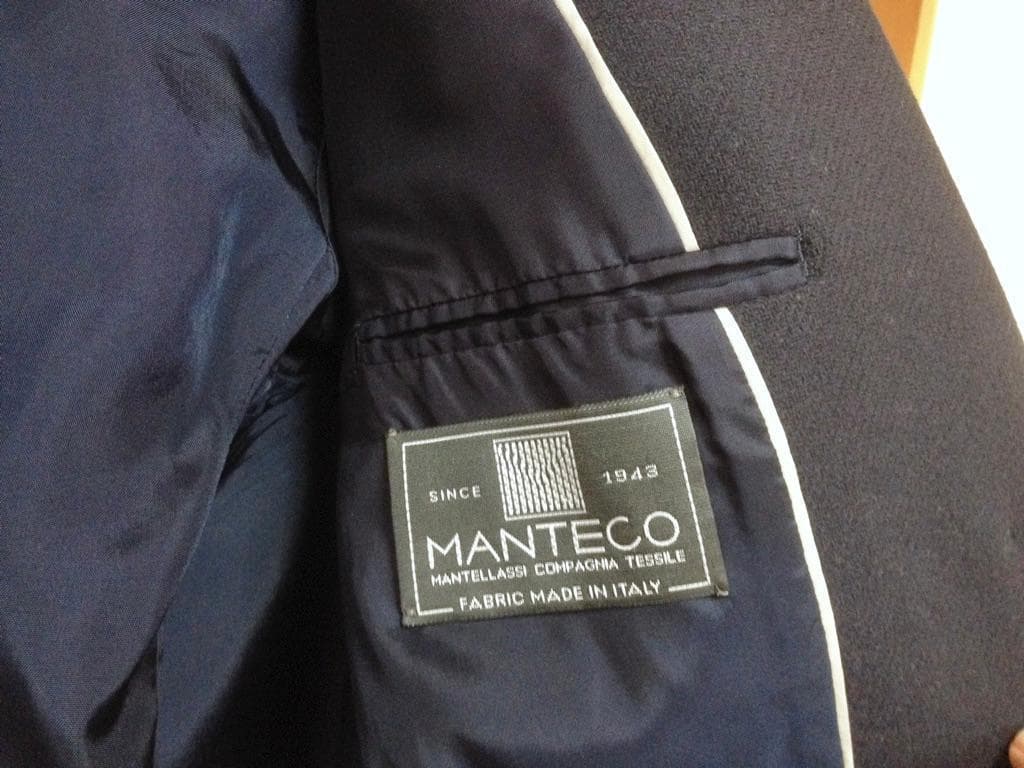 SINCE 1943
MANTECO
MANTELLASSI COMPAGNIA TESSILE
FABRIC MADE IN ITALY